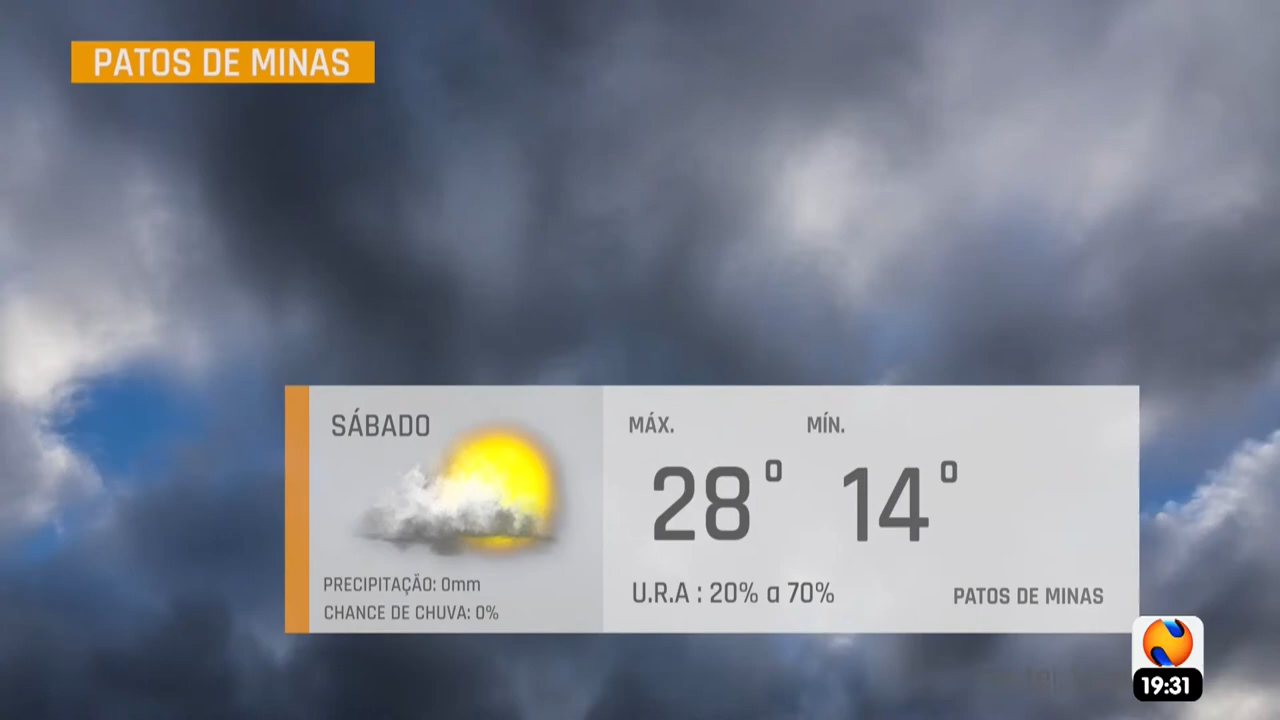 PATOS DE MINAS
SÁBADO
MÁX.
MÍN.
28°
14°
PRECIPITAÇÃO: 0mm
CHANCE DE CHUVA: 0%
U.R.A : 20% a 70%
PATOS DE MINAS
19:31